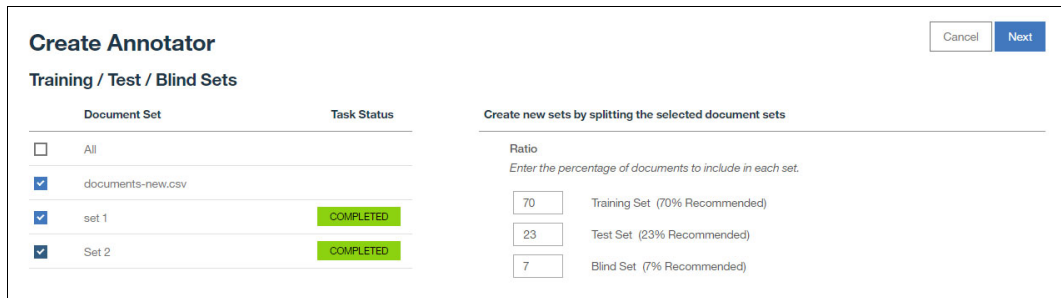 Create Annotator
Cancel
Next
Training / Test / Blind Sets
Document Set
Task Status
All
documents-new.csv
set 1
COMPLETED
Set 2
COMPLETED
Create new sets by splitting the selected document sets
Ratio
Enter the percentage of documents to include in each set.
70 Training Set (70% Recommended)
23 Test Set (23% Recommended)
7 Blind Set (7% Recommended)